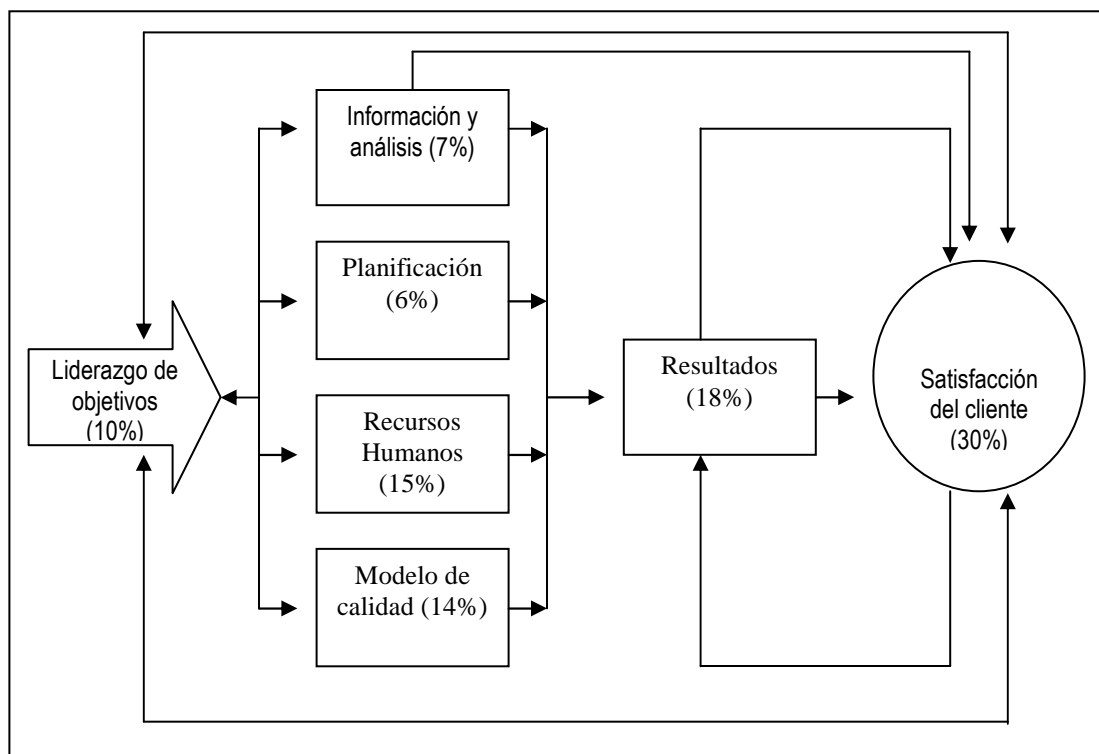 Información y
análisis (7%)
Planificación
(6%)
Liderazgo de
objetivos
(10%)
Recursos
Humanos
(15%)
Modelo de
calidad (14%)
Resultados
(18%)
Satisfacción
del cliente
(30%)